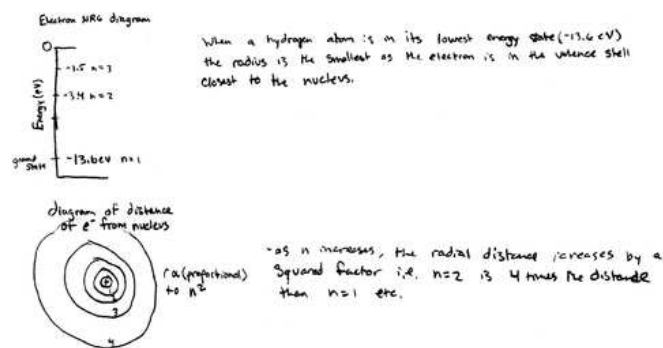 Electron NRG diagram
0
-1.5 n=3
-3.4 n=2
Energy (eV)
ground state
-13.6eV n=1
When a hydrogen atom is in its lowest energy state (-13.6 eV)
the radius is the smallest as the electron is in the valence shell
closest to the nucleus.
diagram of distance
of e⁻ from nucleus
r α (proportional)
to n²
3
4
-as n increases, the radial distance icreases by a
squared factor i.e. n=2 is 4 times the distance
than n=1 etc.